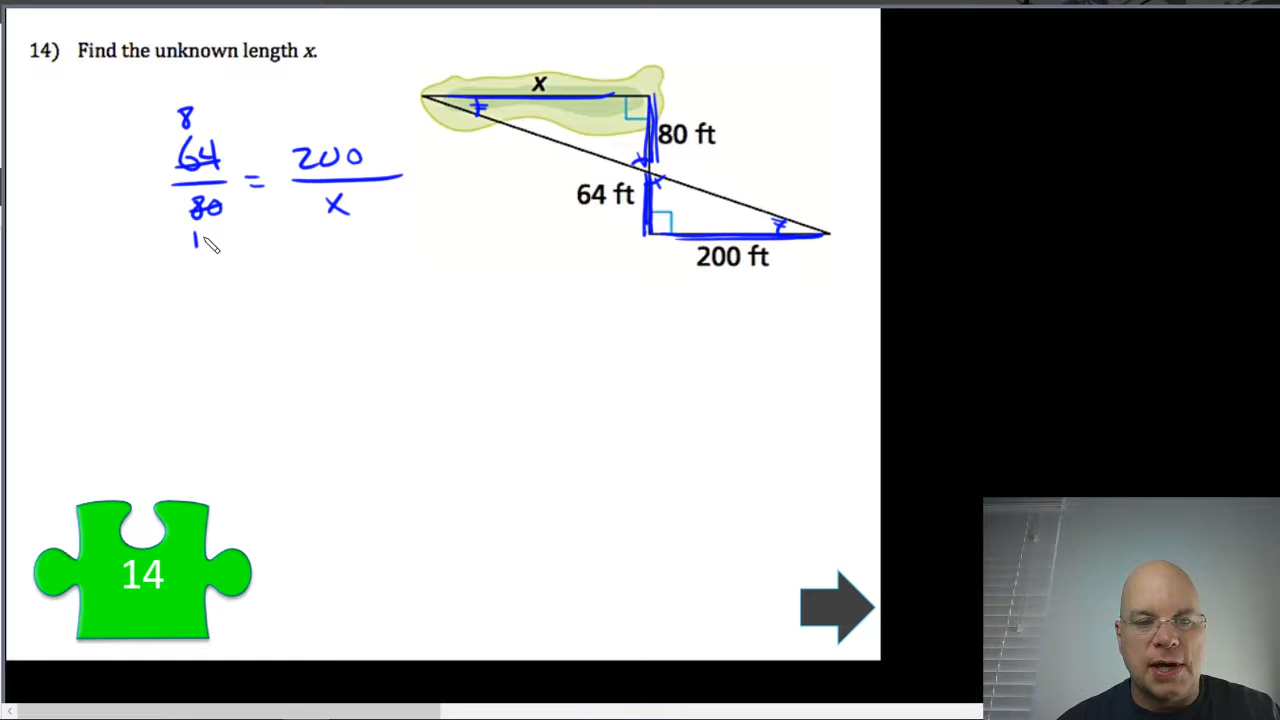 14) Find the unknown length x.
x
80 ft
64 ft
200 ft
8
64
80
1
=
200
x
14